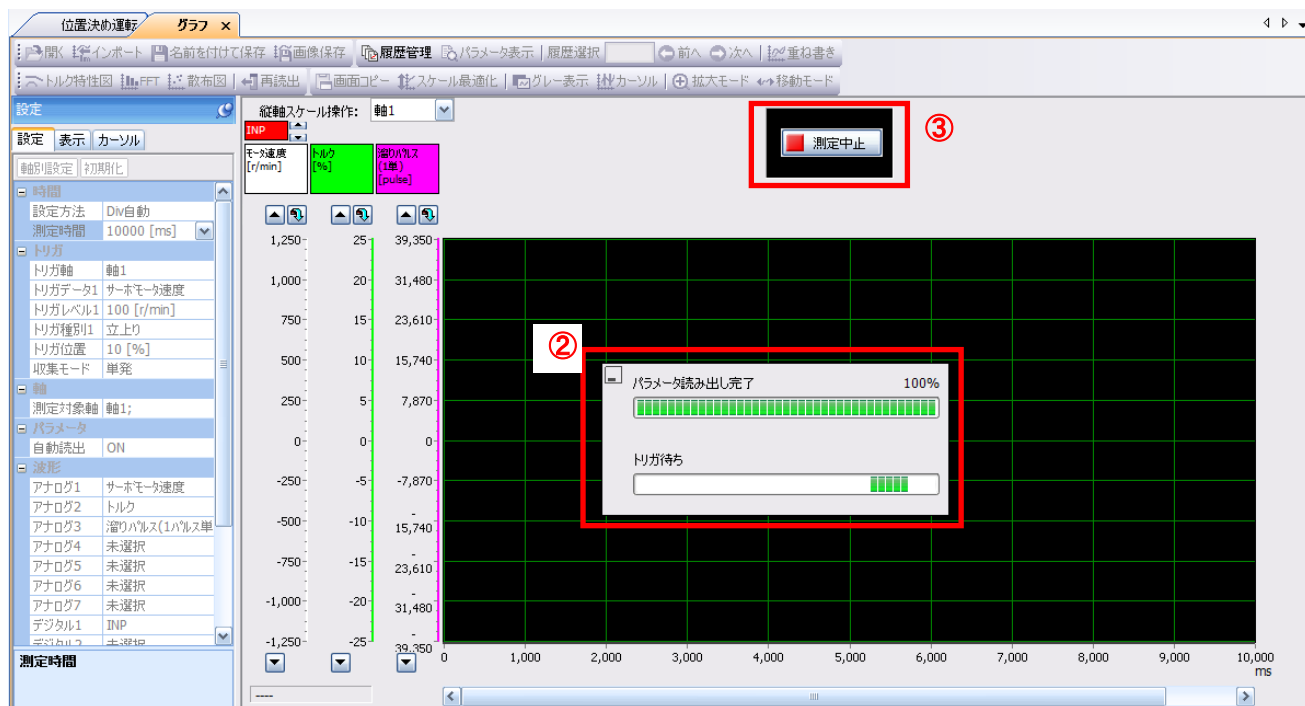 位置決め運転 グラフ ×
開く インポート 名前を付けて保存 画像保存 履歴管理 パラメータ表示 履歴選択 前へ 次へ 重ね書き
トルク特性図 FFT 散布図 再読出 画面コピー スケール最適化 グレー表示 カーソル 拡大モード 移動モード
設定
設定 表示 カーソル
軸別設定 初期化
時間
設定方法 Div自動
測定時間 10000 [ms]
トリガ
トリガ軸 軸1
トリガデータ1 サーボモータ速度
トリガレベル1 100 [r/min]
トリガ種別1 立上り
トリガ位置 10 [%]
収集モード 単発
軸
測定対象軸 軸1;
パラメータ
自動読出 ON
波形
アナログ1 サーボモータ速度
アナログ2 トルク
アナログ3 溜りパルス(1パルス単
アナログ4 未選択
アナログ5 未選択
アナログ6 未選択
アナログ7 未選択
デジタル1 INP
デジタル2 未選択
測定時間
縦軸スケール操作: 軸1
INP
モータ速度
[r/min]
トルク
[%]
溜りパルス
(1単)
[pulse]
測定中止
③
1,250 25 39,350
1,000 20 31,480
750 15 23,610
500 10 15,740
250 5 7,870
0 0 0
-250 -5 -7,870
-500 -10 -15,740
-750 -15 -23,610
-1,000 -20 -31,480
-1,250 -25 -39,350
②
パラメータ読み出し完了 100%
トリガ待ち
0 1,000 2,000 3,000 4,000 5,000 6,000 7,000 8,000 9,000 10,000
ms
----